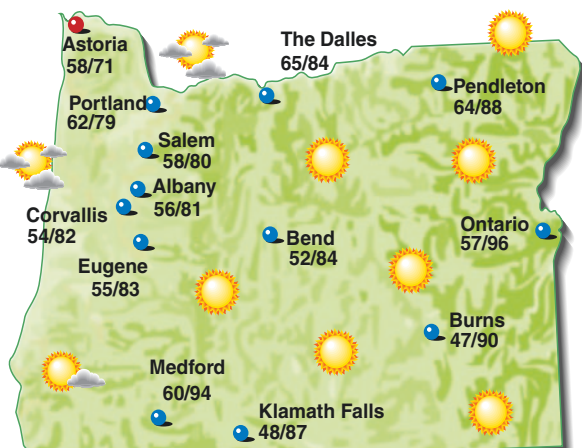 Astoria
58/71
The Dalles
65/84
Pendleton
64/88
Portland
62/79
Salem
58/80
Albany
56/81
Corvallis
54/82
Eugene
55/83
Bend
52/84
Ontario
57/96
Burns
47/90
Medford
60/94
Klamath Falls
48/87